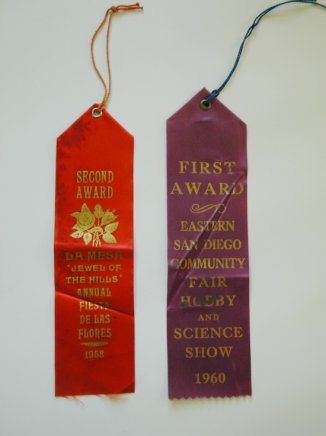 SECOND
AWARD
LA MESA
"JEWEL OF
THE HILLS"
ANNUAL
FIESTA
DE LAS
FLORES
1958
FIRST
AWARD
EASTERN
SAN DIEGO
COMMUNITY
FAIR
HOBBY
AND
SCIENCE
SHOW
1960